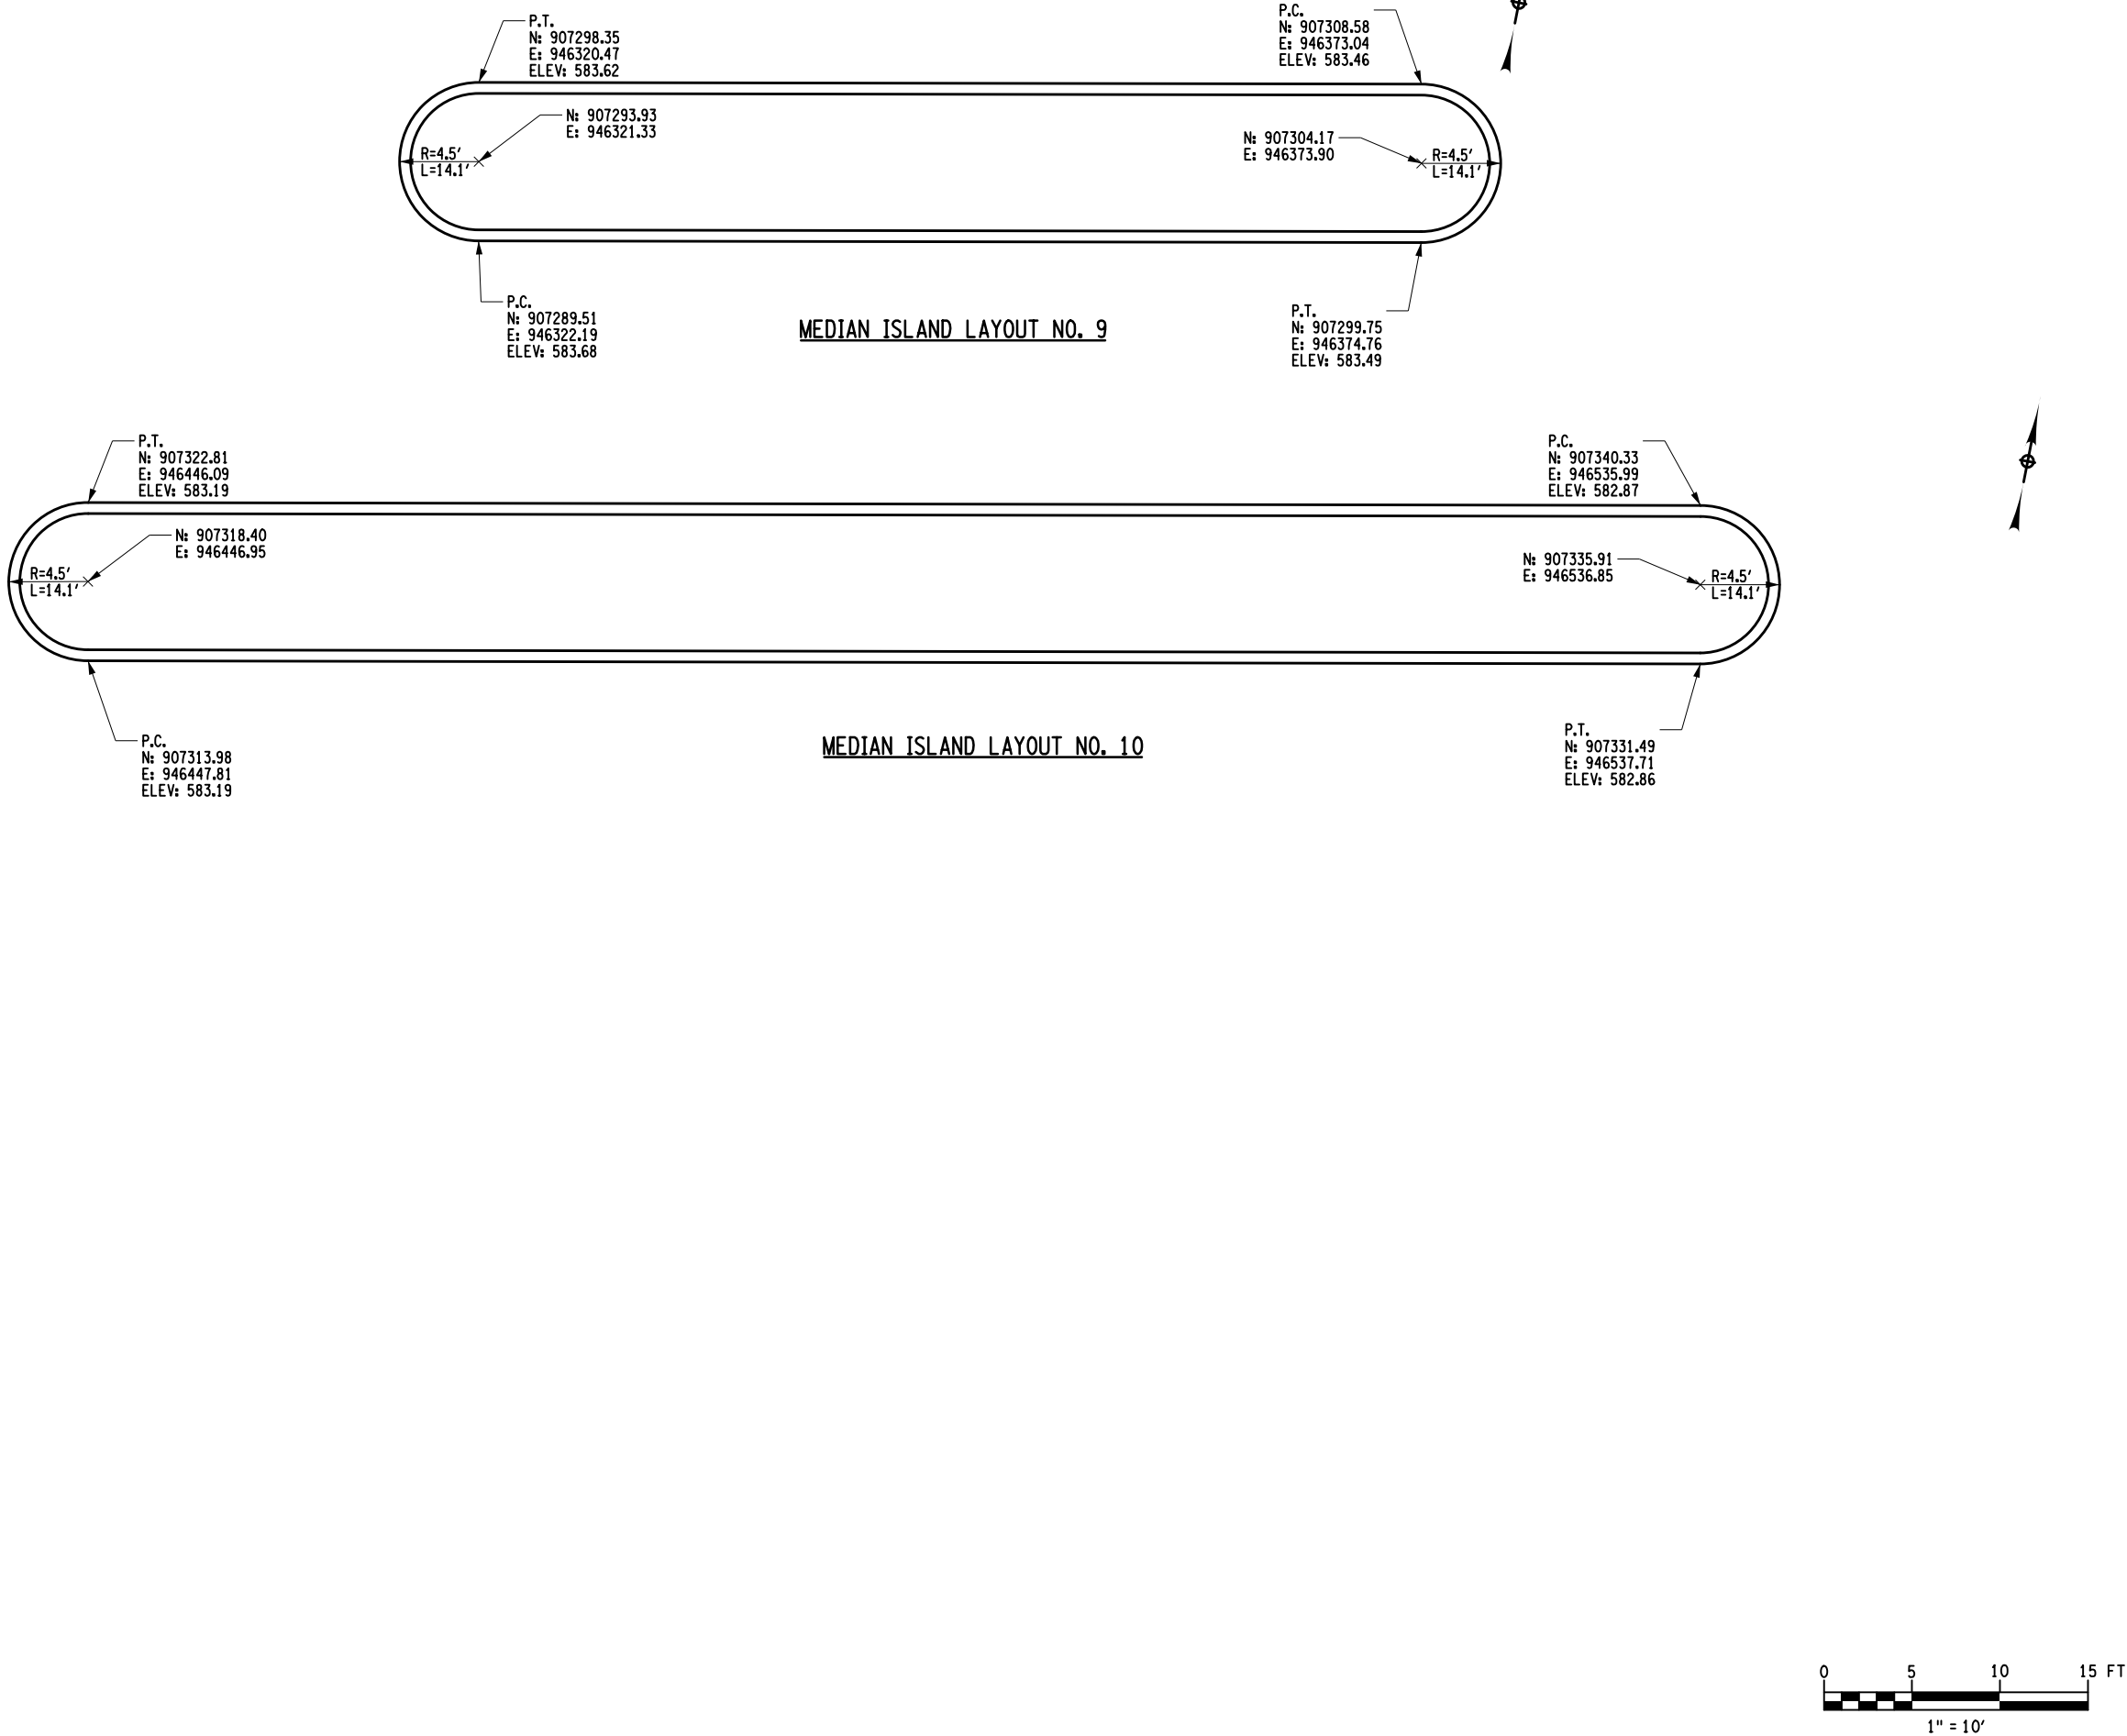 P.T.
N: 907298.35
E: 946320.47
ELEV: 583.62
P.C.
N: 907308.58
E: 946373.04
ELEV: 583.46
N: 907293.93
E: 946321.33
N: 907304.17
E: 946373.90
R=4.5'
L=14.1'
R=4.5'
L=14.1'
P.C.
N: 907289.51
E: 946322.19
ELEV: 583.68
MEDIAN ISLAND LAYOUT NO. 9
P.T.
N: 907299.75
E: 946374.76
ELEV: 583.49
P.T.
N: 907322.81
E: 946446.09
ELEV: 583.19
P.C.
N: 907340.33
E: 946535.99
ELEV: 582.87
N: 907318.40
E: 946446.95
N: 907335.91
E: 946536.85
R=4.5'
L=14.1'
R=4.5'
L=14.1'
P.C.
N: 907313.98
E: 946447.81
ELEV: 583.19
MEDIAN ISLAND LAYOUT NO. 10
P.T.
N: 907331.49
E: 946537.71
ELEV: 582.86
0 5 10 15 FT
1" = 10'